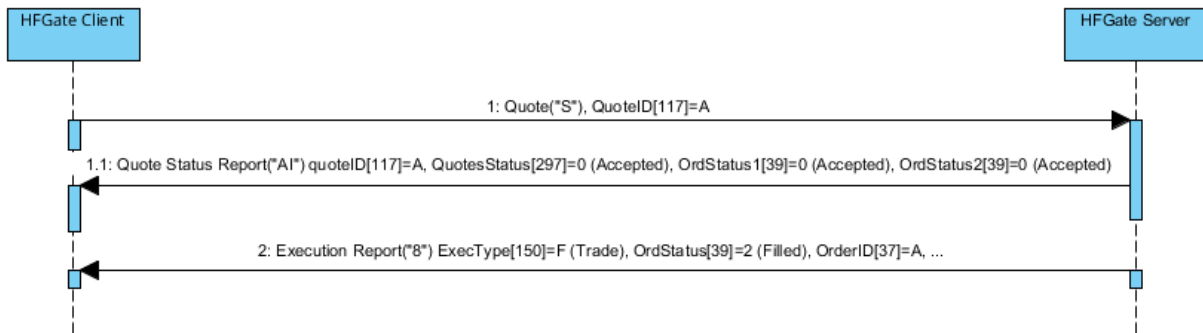 HFGate Client
HFGate Server
1: Quote("S"), QuoteID[117]=A
1.1: Quote Status Report("AI") quoteID[117]=A, QuotesStatus[297]=0 (Accepted), OrdStatus1[39]=0 (Accepted), OrdStatus2[39]=0 (Accepted)
2: Execution Report("8") ExecType[150]=F (Trade), OrdStatus[39]=2 (Filled), OrderID[37]=A, ...